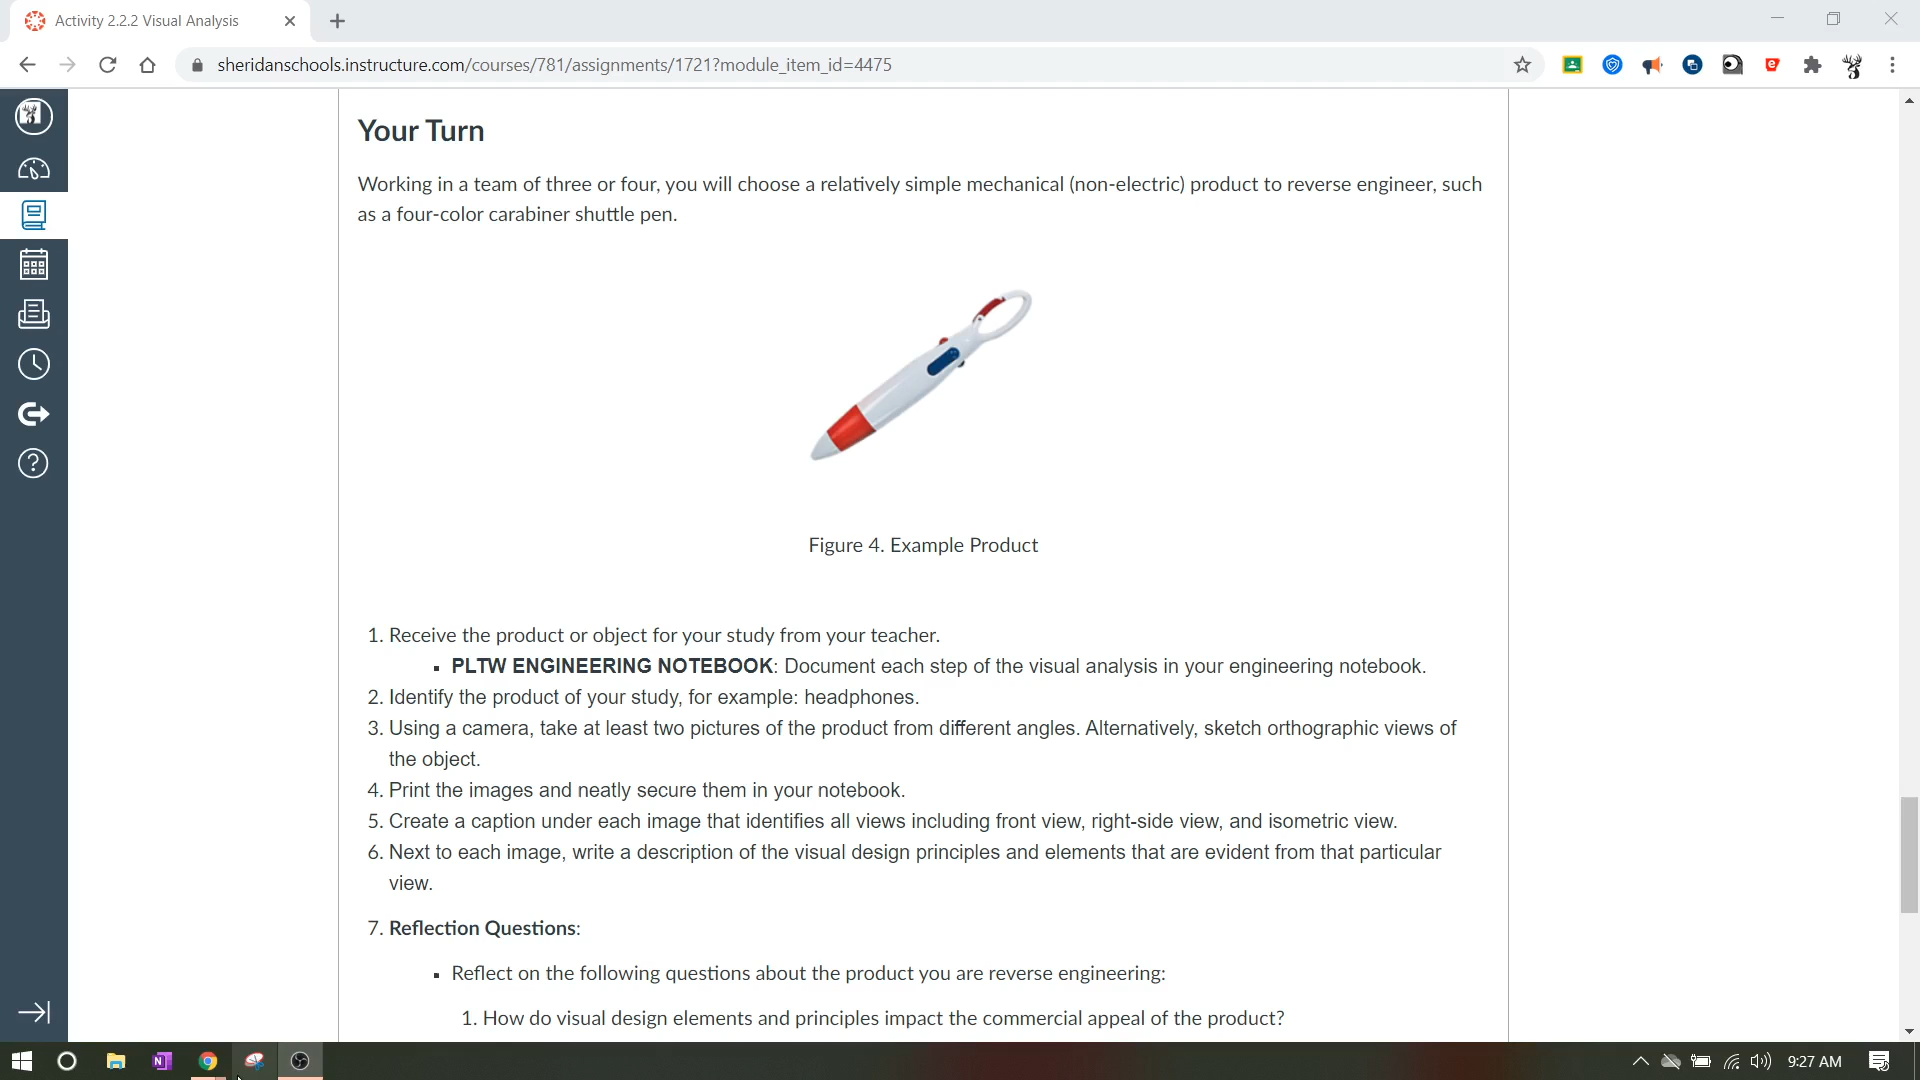 Activity 2.2.2 Visual Analysis
sheridanschools.instructure.com/courses/781/assignments/1721?module_item_id=4475
Your Turn
Working in a team of three or four, you will choose a relatively simple mechanical (non-electric) product to reverse engineer, such
as a four-color carabiner shuttle pen.
Figure 4. Example Product
1. Receive the product or object for your study from your teacher.
▪ PLTW ENGINEERING NOTEBOOK: Document each step of the visual analysis in your engineering notebook.
2. Identify the product of your study, for example: headphones.
3. Using a camera, take at least two pictures of the product from different angles. Alternatively, sketch orthographic views of
the object.
4. Print the images and neatly secure them in your notebook.
5. Create a caption under each image that identifies all views including front view, right-side view, and isometric view.
6. Next to each image, write a description of the visual design principles and elements that are evident from that particular
view.
7. Reflection Questions:
▪ Reflect on the following questions about the product you are reverse engineering:
1. How do visual design elements and principles impact the commercial appeal of the product?
9:27 AM